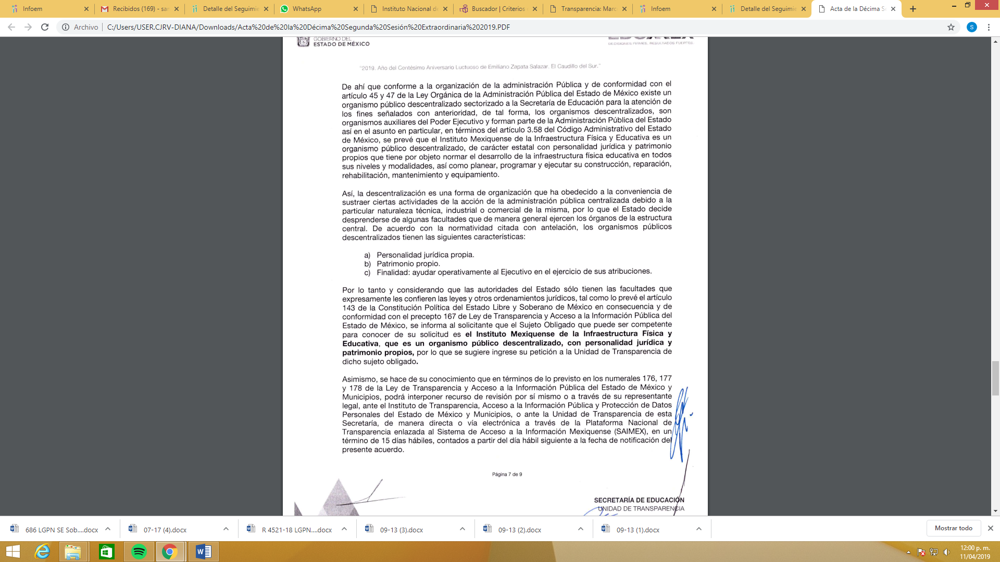 Infoem
Recibidos (169) - sar
Detalle del Seguimie
WhatsApp
Instituto Nacional de
Buscador | Criterios
Transparencia: Marc
Infoem
Detalle del Seguimie
Acta de la Décima Se
Archivo
C:/Users/USER.CJRV-DIANA/Downloads/Acta%20de%20la%20Décima%20Segunda%20Sesión%20Extraordinaria%202019.PDF
S
GOBIERNO DEL
ESTADO DE MÉXICO
DECISIONES FIRMES, RESULTADOS FUERTES.
"2019. Año del Centésimo Aniversario Luctuoso de Emiliano Zapata Salazar. El Caudillo del Sur."
De ahí que conforme a la organización de la administración Pública y de conformidad con el
artículo 45 y 47 de la Ley Orgánica de la Administración Pública del Estado de México existe un
organismo público descentralizado sectorizado a la Secretaría de Educación para la atención de
los fines señalados con anterioridad, de tal forma, los organismos descentralizados, son
organismos auxiliares del Poder Ejecutivo y forman parte de la Administración Pública del Estado
así en el asunto en particular, en términos del artículo 3.58 del Código Administrativo del Estado
de México, se prevé que el Instituto Mexiquense de la Infraestructura Física y Educativa es un
organismo público descentralizado, de carácter estatal con personalidad jurídica y patrimonio
propios que tiene por objeto normar el desarrollo de la infraestructura física educativa en todos
sus niveles y modalidades, así como planear, programar y ejecutar su construcción, reparación,
rehabilitación, mantenimiento y equipamiento.
Así, la descentralización es una forma de organización que ha obedecido a la conveniencia de
sustraer ciertas actividades de la acción de la administración pública centralizada debido a la
particular naturaleza técnica, industrial o comercial de la misma, por lo que el Estado decide
desprenderse de algunas facultades que de manera general ejercen los órganos de la estructura
central. De acuerdo con la normatividad citada con antelación, los organismos públicos
descentralizados tienen las siguientes características:
a) Personalidad jurídica propia.
b) Patrimonio propio.
c) Finalidad: ayudar operativamente al Ejecutivo en el ejercicio de sus atribuciones.
Por lo tanto y considerando que las autoridades del Estado sólo tienen las facultades que
expresamente les confieren las leyes y otros ordenamientos jurídicos, tal como lo prevé el artículo
143 de la Constitución Política del Estado Libre y Soberano de México en consecuencia y de
conformidad con el precepto 167 de Ley de Transparencia y Acceso a la Información Pública del
Estado de México, se informa al solicitante que el Sujeto Obligado que puede ser competente
para conocer de su solicitud es el Instituto Mexiquense de la Infraestructura Física y
Educativa, que es un organismo público descentralizado, con personalidad jurídica y
patrimonio propios, por lo que se sugiere ingrese su petición a la Unidad de Transparencia de
dicho sujeto obligado.
Asimismo, se hace de su conocimiento que en términos de lo previsto en los numerales 176, 177
y 178 de la Ley de Transparencia y Acceso a la Información Pública del Estado de México y
Municipios, podrá interponer recurso de revisión por sí mismo o a través de su representante
legal, ante el Instituto de Transparencia, Acceso a la Información Pública y Protección de Datos
Personales del Estado de México y Municipios, o ante la Unidad de Transparencia de esta
Secretaría, de manera directa o vía electrónica a través de la Plataforma Nacional de
Transparencia enlazada al Sistema de Acceso a la Información Mexiquense (SAIMEX), en un
término de 15 días hábiles, contados a partir del día hábil siguiente a la fecha de notificación del
presente acuerdo.
Página 7 de 9
SECRETARÍA DE EDUCACIÓN
UNIDAD DE TRANSPARENCIA
686 LGPN SE Sob....docx
07-17 (4).docx
R 4521-18 LGPN....docx
09-13 (3).docx
09-13 (2).docx
09-13 (1).docx
Mostrar todo
12:00 p. m.
11/04/2019